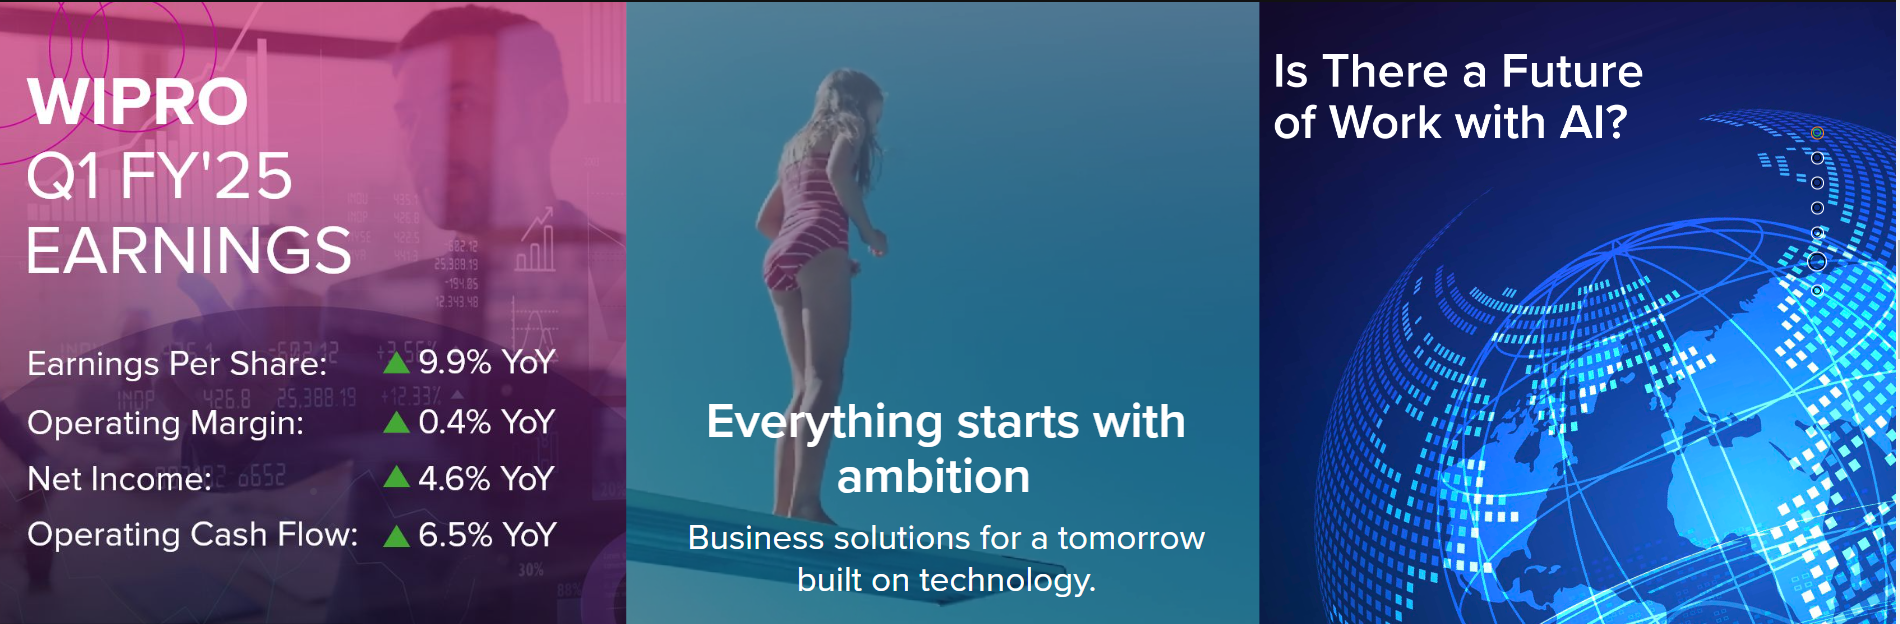 WIPRO
Q1 FY'25
EARNINGS
Earnings Per Share: ▲ 9.9% YoY
Operating Margin: ▲ 0.4% YoY
Net Income: ▲ 4.6% YoY
Operating Cash Flow: ▲ 6.5% YoY
30%
88%
Everything starts with
ambition
Business solutions for a tomorrow
built on technology.
Is There a Future
of Work with AI?